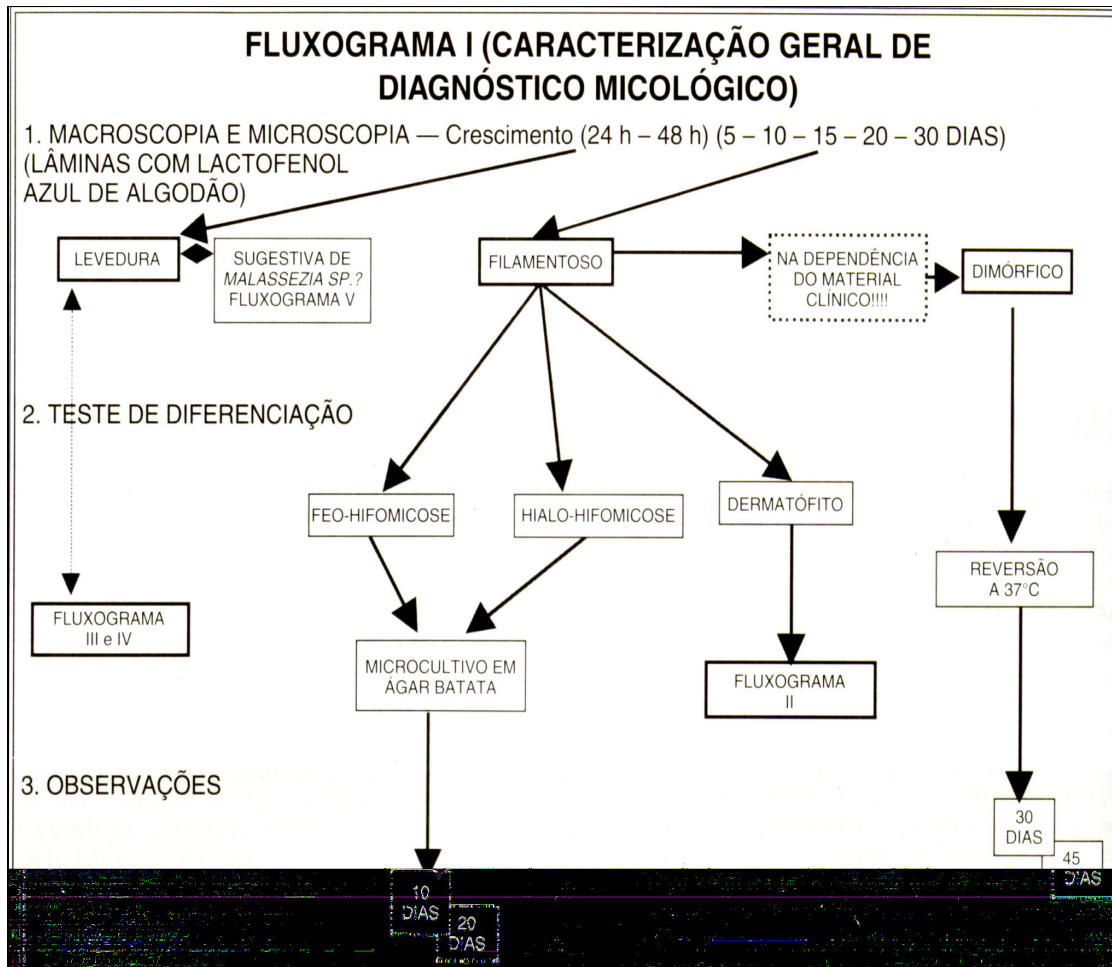 FLUXOGRAMA I (CARACTERIZAÇÃO GERAL DE
DIAGNÓSTICO MICOLÓGICO)
1. MACROSCOPIA E MICROSCOPIA — Crescimento (24 h – 48 h) (5 – 10 – 15 – 20 – 30 DIAS)
(LÂMINAS COM LACTOFENOL
AZUL DE ALGODÃO)
LEVEDURA
SUGESTIVA DE
MALASSEZIA SP.?
FLUXOGRAMA V
FILAMENTOSO
NA DEPENDÊNCIA
DO MATERIAL
CLÍNICO!!!!
DIMÓRFICO
2. TESTE DE DIFERENCIAÇÃO
FEO-HIFOMICOSE
HIALO-HIFOMICOSE
DERMATÓFITO
REVERSÃO
A 37°C
FLUXOGRAMA
III e IV
MICROCULTIVO EM
ÁGAR BATATA
FLUXOGRAMA
II
3. OBSERVAÇÕES
30
DIAS
45
DIAS
10
DIAS
20
DIAS